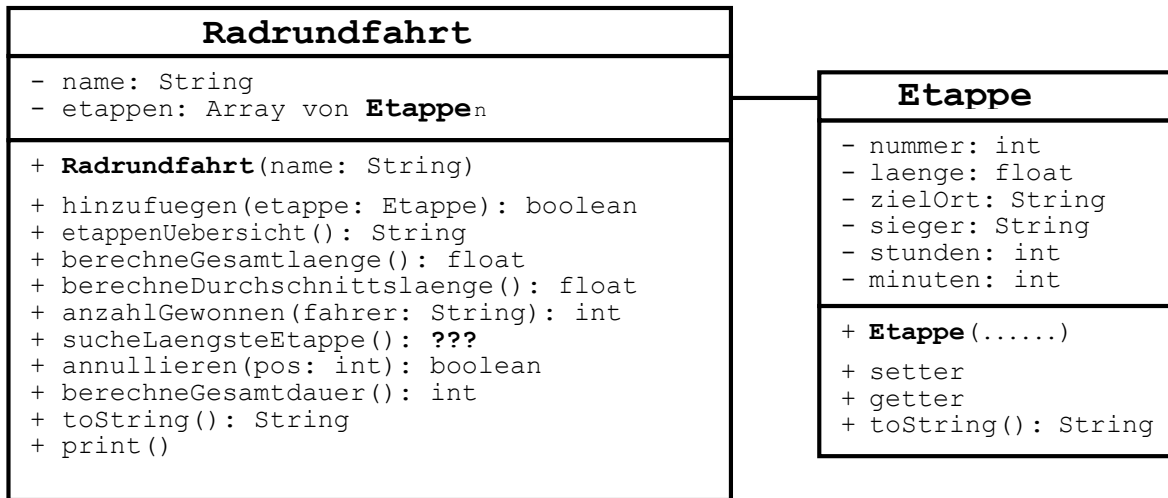 Radrundfahrt
- name: String
- etappen: Array von Etappen
+ Radrundfahrt(name: String)
+ hinzufuegen(etappe: Etappe): boolean
+ etappenUebersicht(): String
+ berechneGesamtlaenge(): float
+ berechneDurchschnittslaenge(): float
+ anzahlGewonnen(fahrer: String): int
+ sucheLaengsteEtappe(): ???
+ annullieren(pos: int): boolean
+ berechneGesamtdauer(): int
+ toString(): String
+ print()
Etappe
- nummer: int
- laenge: float
- zielOrt: String
- sieger: String
- stunden: int
- minuten: int
+ Etappe(......)
+ setter
+ getter
+ toString(): String